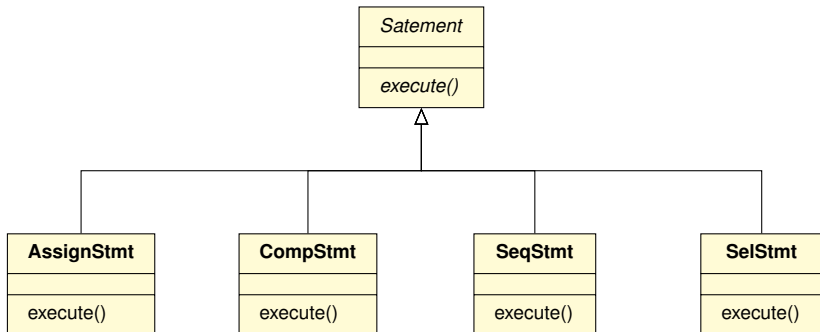 Satement
execute()
AssignStmt
execute()
CompStmt
execute()
SeqStmt
execute()
SelStmt
execute()